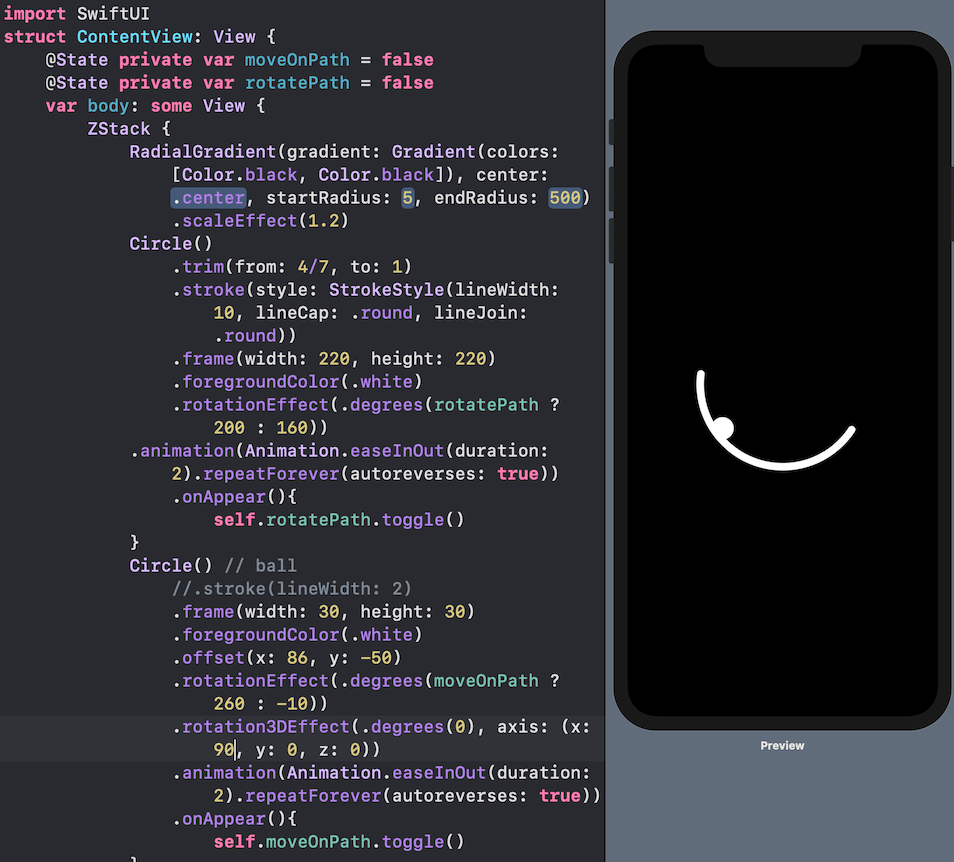 import SwiftUI
struct ContentView: View {
@State private var moveOnPath = false
@State private var rotatePath = false
var body: some View {
ZStack {
RadialGradient(gradient: Gradient(colors:
[Color.black, Color.black]), center:
.center, startRadius: 5, endRadius: 500)
.scaleEffect(1.2)
Circle()
.trim(from: 4/7, to: 1)
.stroke(style: StrokeStyle(lineWidth:
10, lineCap: .round, lineJoin:
.round))
.frame(width: 220, height: 220)
.foregroundColor(.white)
.rotationEffect(.degrees(rotatePath ?
200 : 160))
.animation(Animation.easeInOut(duration:
2).repeatForever(autoreverses: true))
.onAppear(){
self.rotatePath.toggle()
}
Circle() // ball
//.stroke(lineWidth: 2)
.frame(width: 30, height: 30)
.foregroundColor(.white)
.offset(x: 86, y: -50)
.rotationEffect(.degrees(moveOnPath ?
260 : -10))
.rotation3DEffect(.degrees(0), axis: (x:
90, y: 0, z: 0))
.animation(Animation.easeInOut(duration:
2).repeatForever(autoreverses: true))
.onAppear(){
self.moveOnPath.toggle()
}
Preview